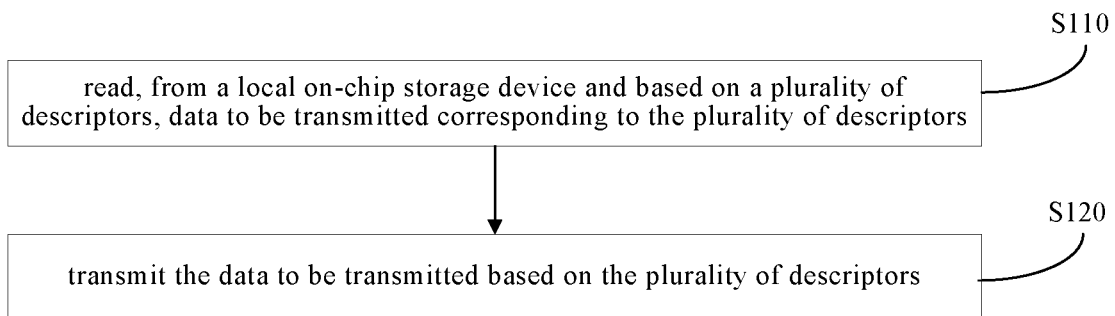 S110
read, from a local on-chip storage device and based on a plurality of
descriptors, data to be transmitted corresponding to the plurality of descriptors
S120
transmit the data to be transmitted based on the plurality of descriptors